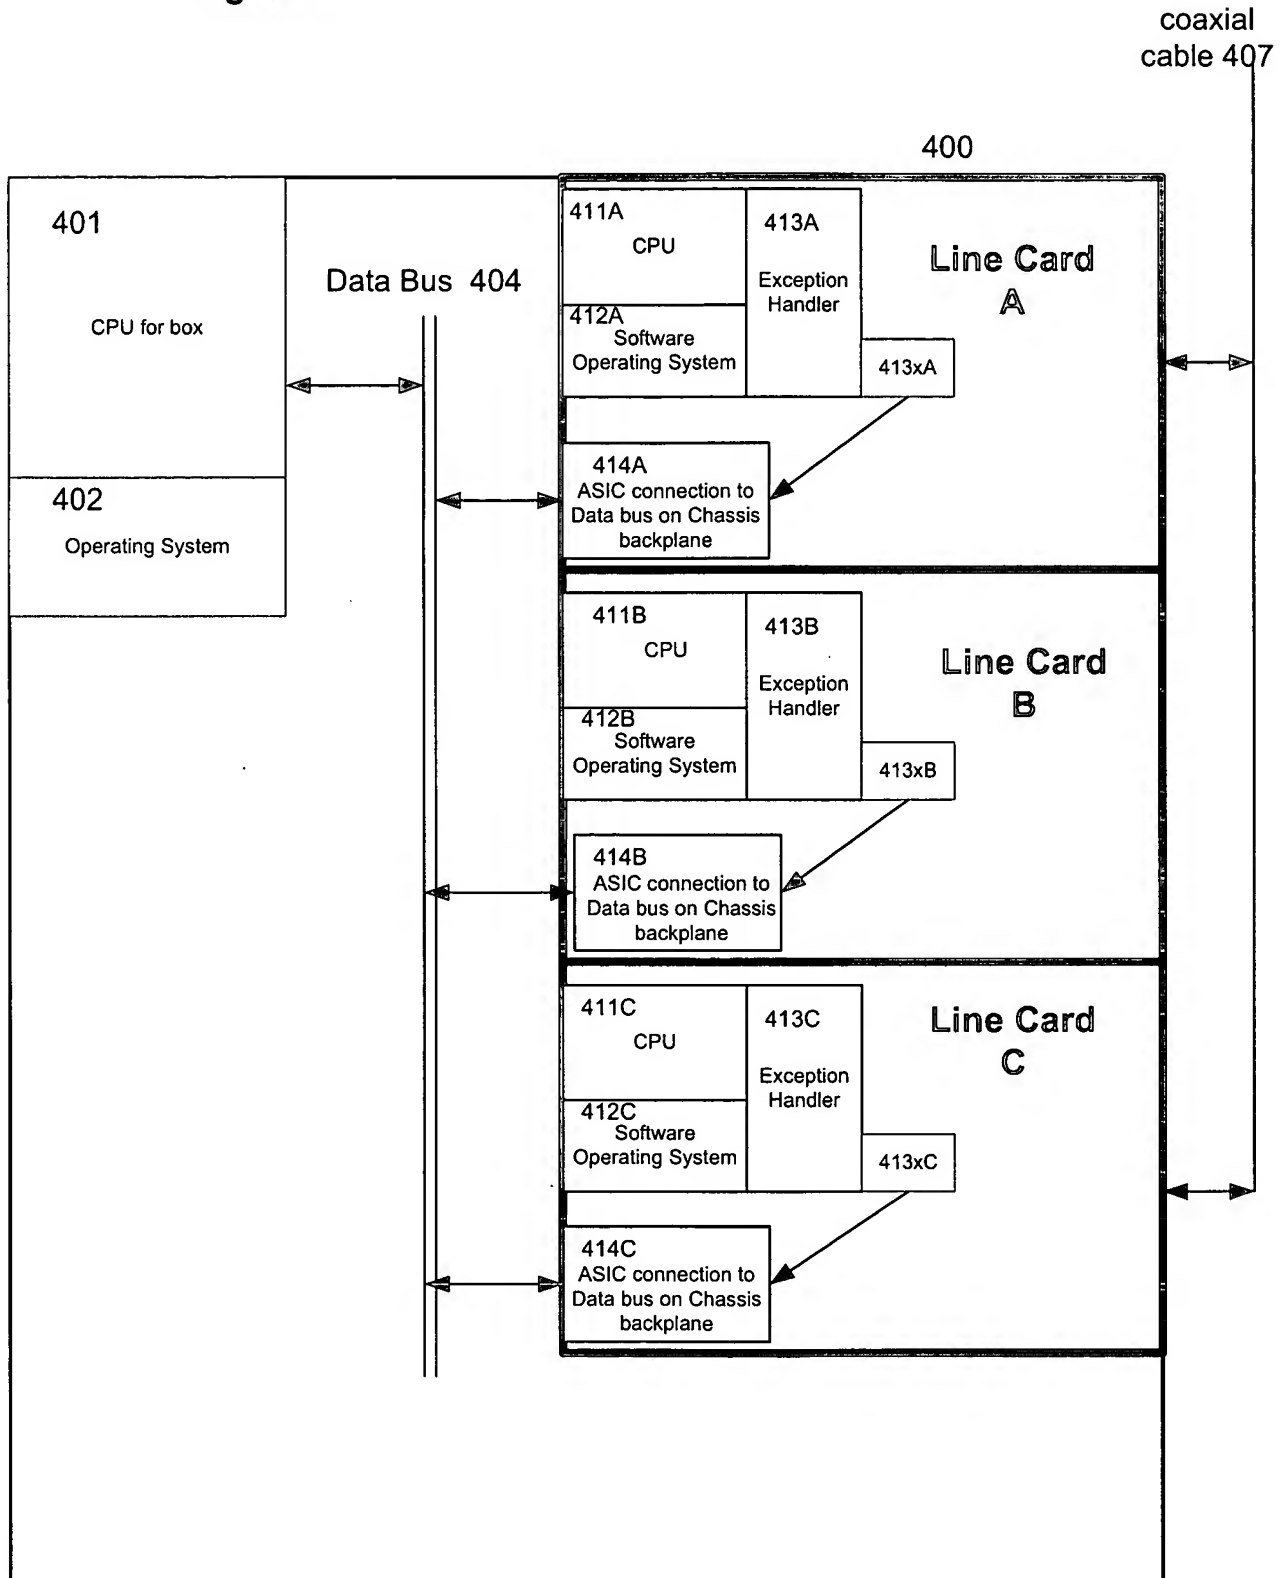 coaxial
cable 407
400
401
CPU for box
Data Bus 404
402
Operating System
411A
CPU
413A
Exception
Handler
Line Card
A
412A
Software
Operating System
413xA
414A
ASIC connection to
Data bus on Chassis
backplane
411B
CPU
413B
Exception
Handler
Line Card
B
412B
Software
Operating System
413xB
414B
ASIC connection to
Data bus on Chassis
backplane
411C
CPU
413C
Exception
Handler
Line Card
C
412C
Software
Operating System
413xC
414C
ASIC connection to
Data bus on Chassis
backplane